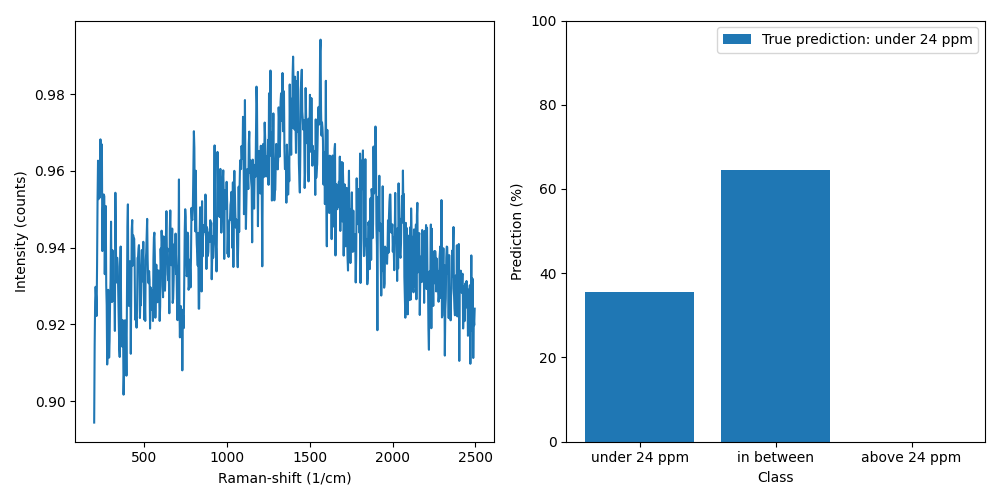 0.98
0.96
0.94
0.92
0.90
Intensity (counts)
500
1000
1500
2000
2500
Raman-shift (1/cm)
100
80
60
40
20
0
Prediction (%)
True prediction: under 24 ppm
under 24 ppm
in between
above 24 ppm
Class